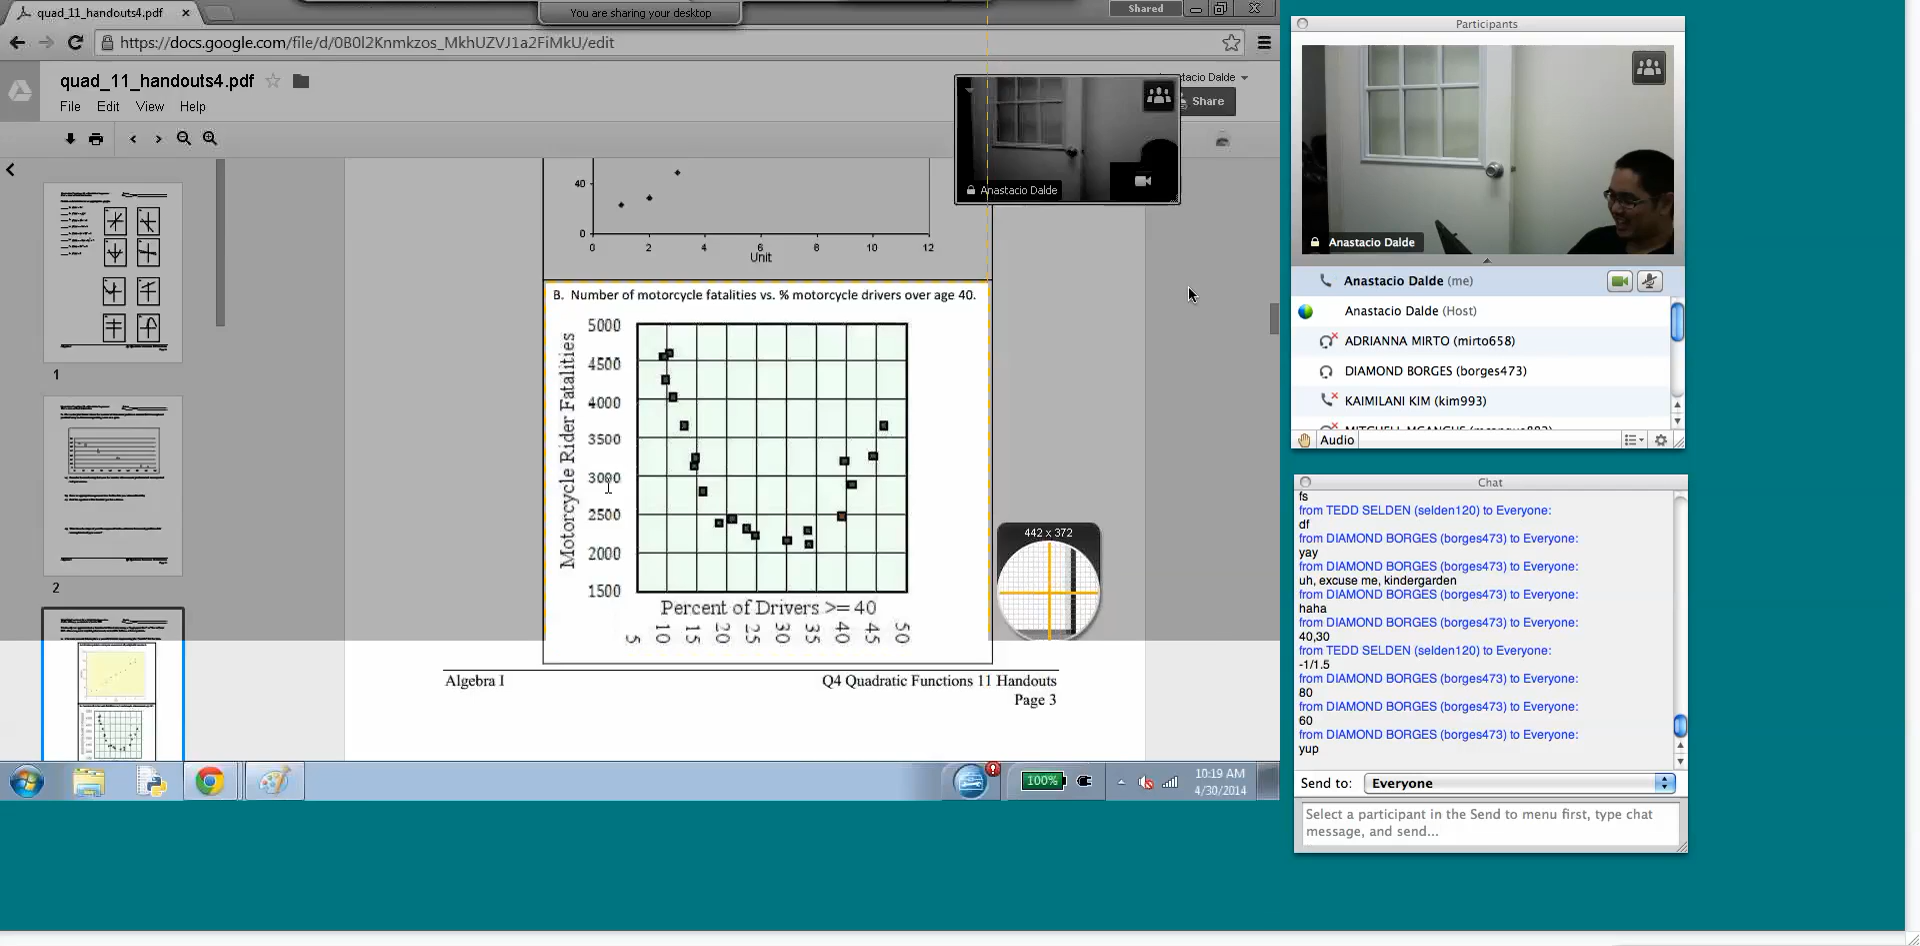 quad_11_handouts4.pdf
You are sharing your desktop
Shared
https://docs.google.com/file/d/0B0l2Knmkzos_MkhUZVJ1a2FiMkU/edit
quad_11_handouts4.pdf
File Edit View Help
Share
Anastacio Dalde
1
2
40
0
0 2 4 6 8 10 12
Unit
B. Number of motorcycle fatalities vs. % motorcycle drivers over age 40.
Motorcycle Rider Fatalities
5000
4500
4000
3500
3000
2500
2000
1500
Percent of Drivers >= 40
5 10 15 20 25 30 35 40 45 50
442 x 372
Algebra I
Q4 Quadratic Functions 11 Handouts
Page 3
100%
10:19 AM
4/30/2014
Participants
Anastacio Dalde
Anastacio Dalde (me)
Anastacio Dalde (Host)
ADRIANNA MIRTO (mirto658)
DIAMOND BORGES (borges473)
KAIMILANI KIM (kim993)
Audio
Chat
fs
from TEDD SELDEN (selden120) to Everyone:
df
from DIAMOND BORGES (borges473) to Everyone:
yay
from DIAMOND BORGES (borges473) to Everyone:
uh, excuse me, kindergarden
from DIAMOND BORGES (borges473) to Everyone:
haha
from DIAMOND BORGES (borges473) to Everyone:
40,30
from TEDD SELDEN (selden120) to Everyone:
-1/1.5
from DIAMOND BORGES (borges473) to Everyone:
80
from DIAMOND BORGES (borges473) to Everyone:
60
from DIAMOND BORGES (borges473) to Everyone:
yup
Send to: Everyone
Select a participant in the Send to menu first, type chat
message, and send...